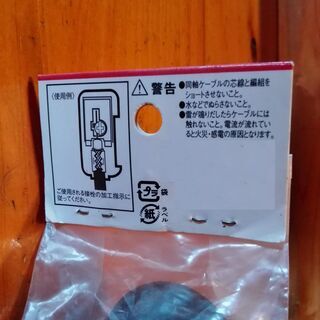 〈使用例〉
ご使用される接栓の加工指示に
従ってください。
警告
●同軸ケーブルの芯線と編組を
ショートさせないこと。
●水などでぬらさないこと。
●雷が鳴りだしたらケーブルには
触れないこと。電流が流れている
と火災・感電の原因となります。
プラ
袋
紙
ラベル